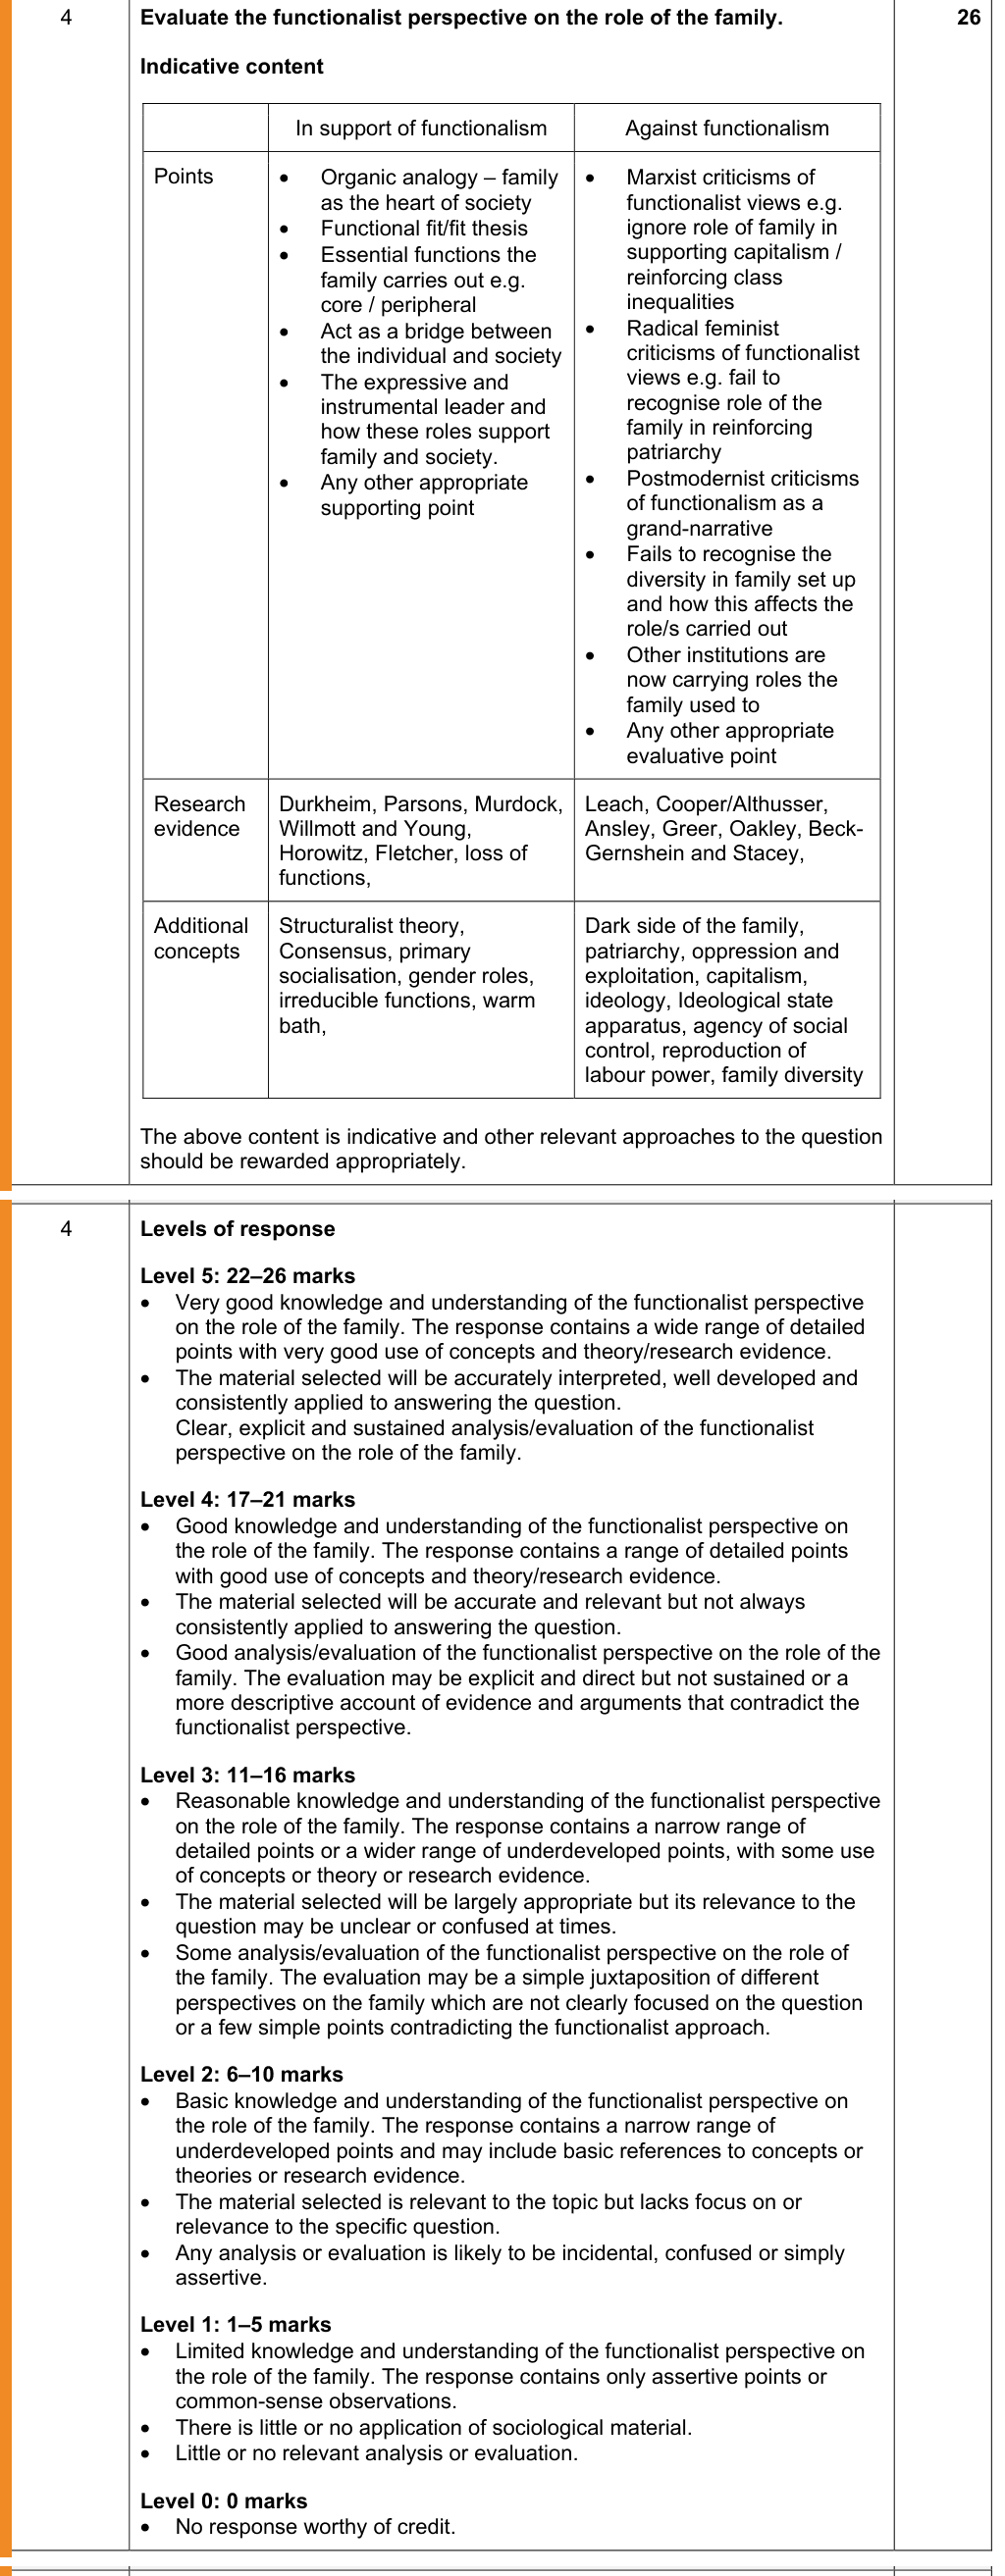 4
Evaluate the functionalist perspective on the role of the family.
26
Indicative content
In support of functionalism
Against functionalism
Points
• Organic analogy – family
as the heart of society
• Functional fit/fit thesis
• Essential functions the
family carries out e.g.
core / peripheral
• Act as a bridge between
the individual and society
• The expressive and
instrumental leader and
how these roles support
family and society.
• Any other appropriate
supporting point
• Marxist criticisms of
functionalist views e.g.
ignore role of family in
supporting capitalism /
reinforcing class
inequalities
• Radical feminist
criticisms of functionalist
views e.g. fail to
recognise role of the
family in reinforcing
patriarchy
• Postmodernist criticisms
of functionalism as a
grand-narrative
• Fails to recognise the
diversity in family set up
and how this affects the
role/s carried out
• Other institutions are
now carrying roles the
family used to
• Any other appropriate
evaluative point
Research
evidence
Durkheim, Parsons, Murdock,
Willmott and Young,
Horowitz, Fletcher, loss of
functions,
Leach, Cooper/Althusser,
Ansley, Greer, Oakley, Beck-
Gernshein and Stacey,
Additional
concepts
Structuralist theory,
Consensus, primary
socialisation, gender roles,
irreducible functions, warm
bath,
Dark side of the family,
patriarchy, oppression and
exploitation, capitalism,
ideology, Ideological state
apparatus, agency of social
control, reproduction of
labour power, family diversity
The above content is indicative and other relevant approaches to the question
should be rewarded appropriately.
4
Levels of response
Level 5: 22–26 marks
• Very good knowledge and understanding of the functionalist perspective
on the role of the family. The response contains a wide range of detailed
points with very good use of concepts and theory/research evidence.
• The material selected will be accurately interpreted, well developed and
consistently applied to answering the question.
Clear, explicit and sustained analysis/evaluation of the functionalist
perspective on the role of the family.
Level 4: 17–21 marks
• Good knowledge and understanding of the functionalist perspective on
the role of the family. The response contains a range of detailed points
with good use of concepts and theory/research evidence.
• The material selected will be accurate and relevant but not always
consistently applied to answering the question.
• Good analysis/evaluation of the functionalist perspective on the role of the
family. The evaluation may be explicit and direct but not sustained or a
more descriptive account of evidence and arguments that contradict the
functionalist perspective.
Level 3: 11–16 marks
• Reasonable knowledge and understanding of the functionalist perspective
on the role of the family. The response contains a narrow range of
detailed points or a wider range of underdeveloped points, with some use
of concepts or theory or research evidence.
• The material selected will be largely appropriate but its relevance to the
question may be unclear or confused at times.
• Some analysis/evaluation of the functionalist perspective on the role of
the family. The evaluation may be a simple juxtaposition of different
perspectives on the family which are not clearly focused on the question
or a few simple points contradicting the functionalist approach.
Level 2: 6–10 marks
• Basic knowledge and understanding of the functionalist perspective on
the role of the family. The response contains a narrow range of
underdeveloped points and may include basic references to concepts or
theories or research evidence.
• The material selected is relevant to the topic but lacks focus on or
relevance to the specific question.
• Any analysis or evaluation is likely to be incidental, confused or simply
assertive.
Level 1: 1–5 marks
• Limited knowledge and understanding of the functionalist perspective on
the role of the family. The response contains only assertive points or
common-sense observations.
• There is little or no application of sociological material.
• Little or no relevant analysis or evaluation.
Level 0: 0 marks
• No response worthy of credit.